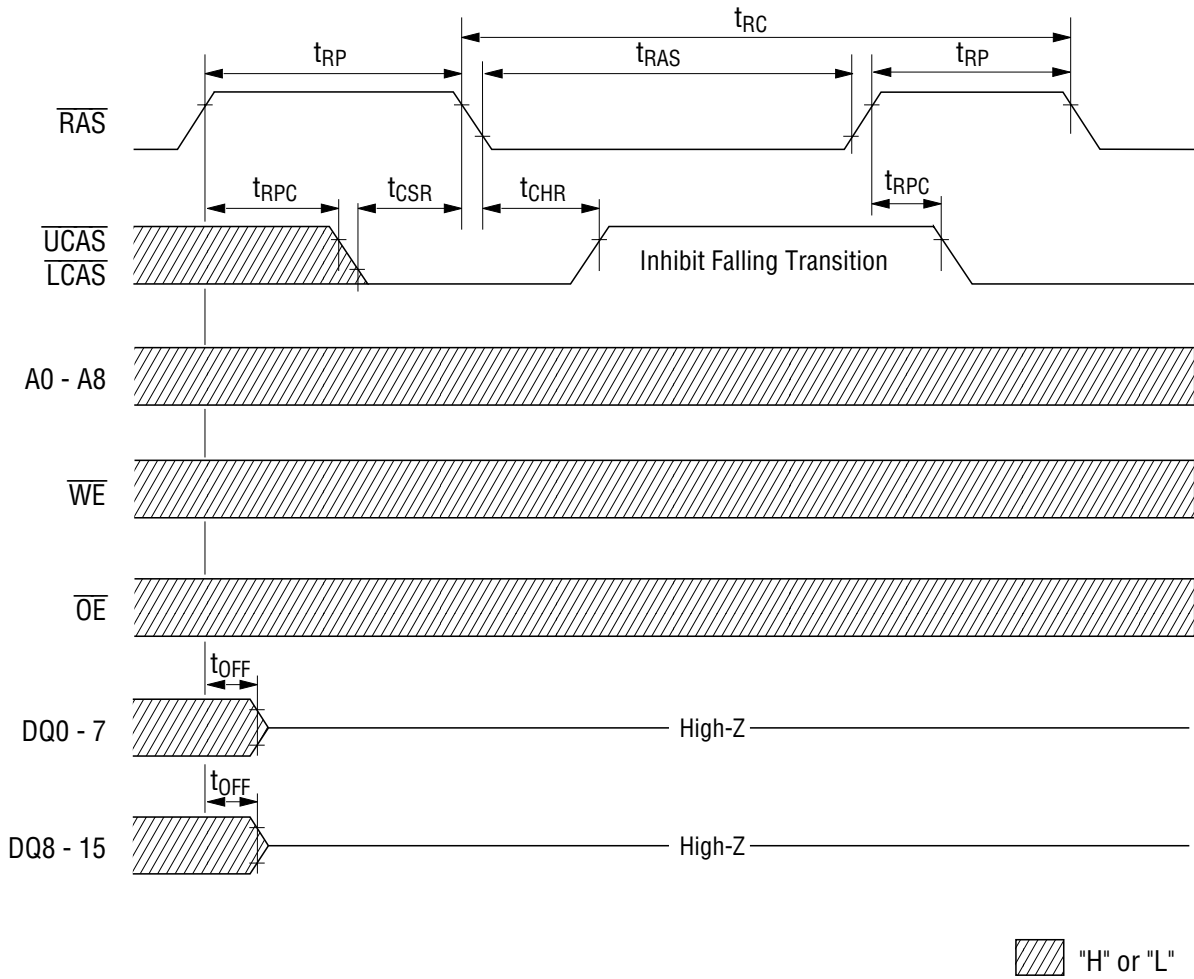 tRC
tRP
tRAS
tRP
RAS
tRPC
tCSR
tCHR
tRPC
UCAS
LCAS
Inhibit Falling Transition
A0 - A8
WE
OE
tOFF
DQ0 - 7
High-Z
tOFF
DQ8 - 15
High-Z
"H" or "L"